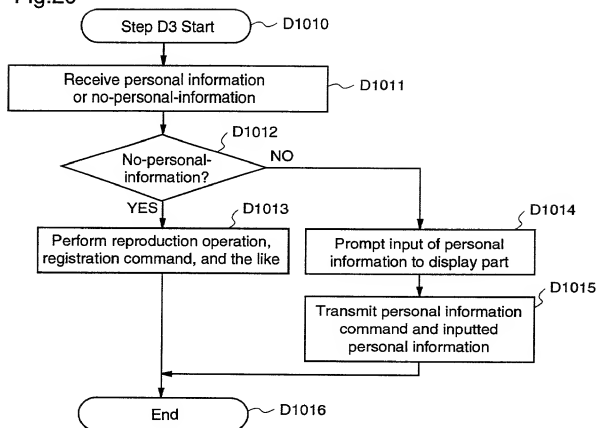 Step D3 Start
D1010
Receive personal information
or no-personal-information
D1011
D1012
No-personal-
information?
NO
YES
D1013
Perform reproduction operation,
registration command, and the like
D1014
Prompt input of personal
information to display part
D1015
Transmit personal information
command and inputted
personal information
End
D1016